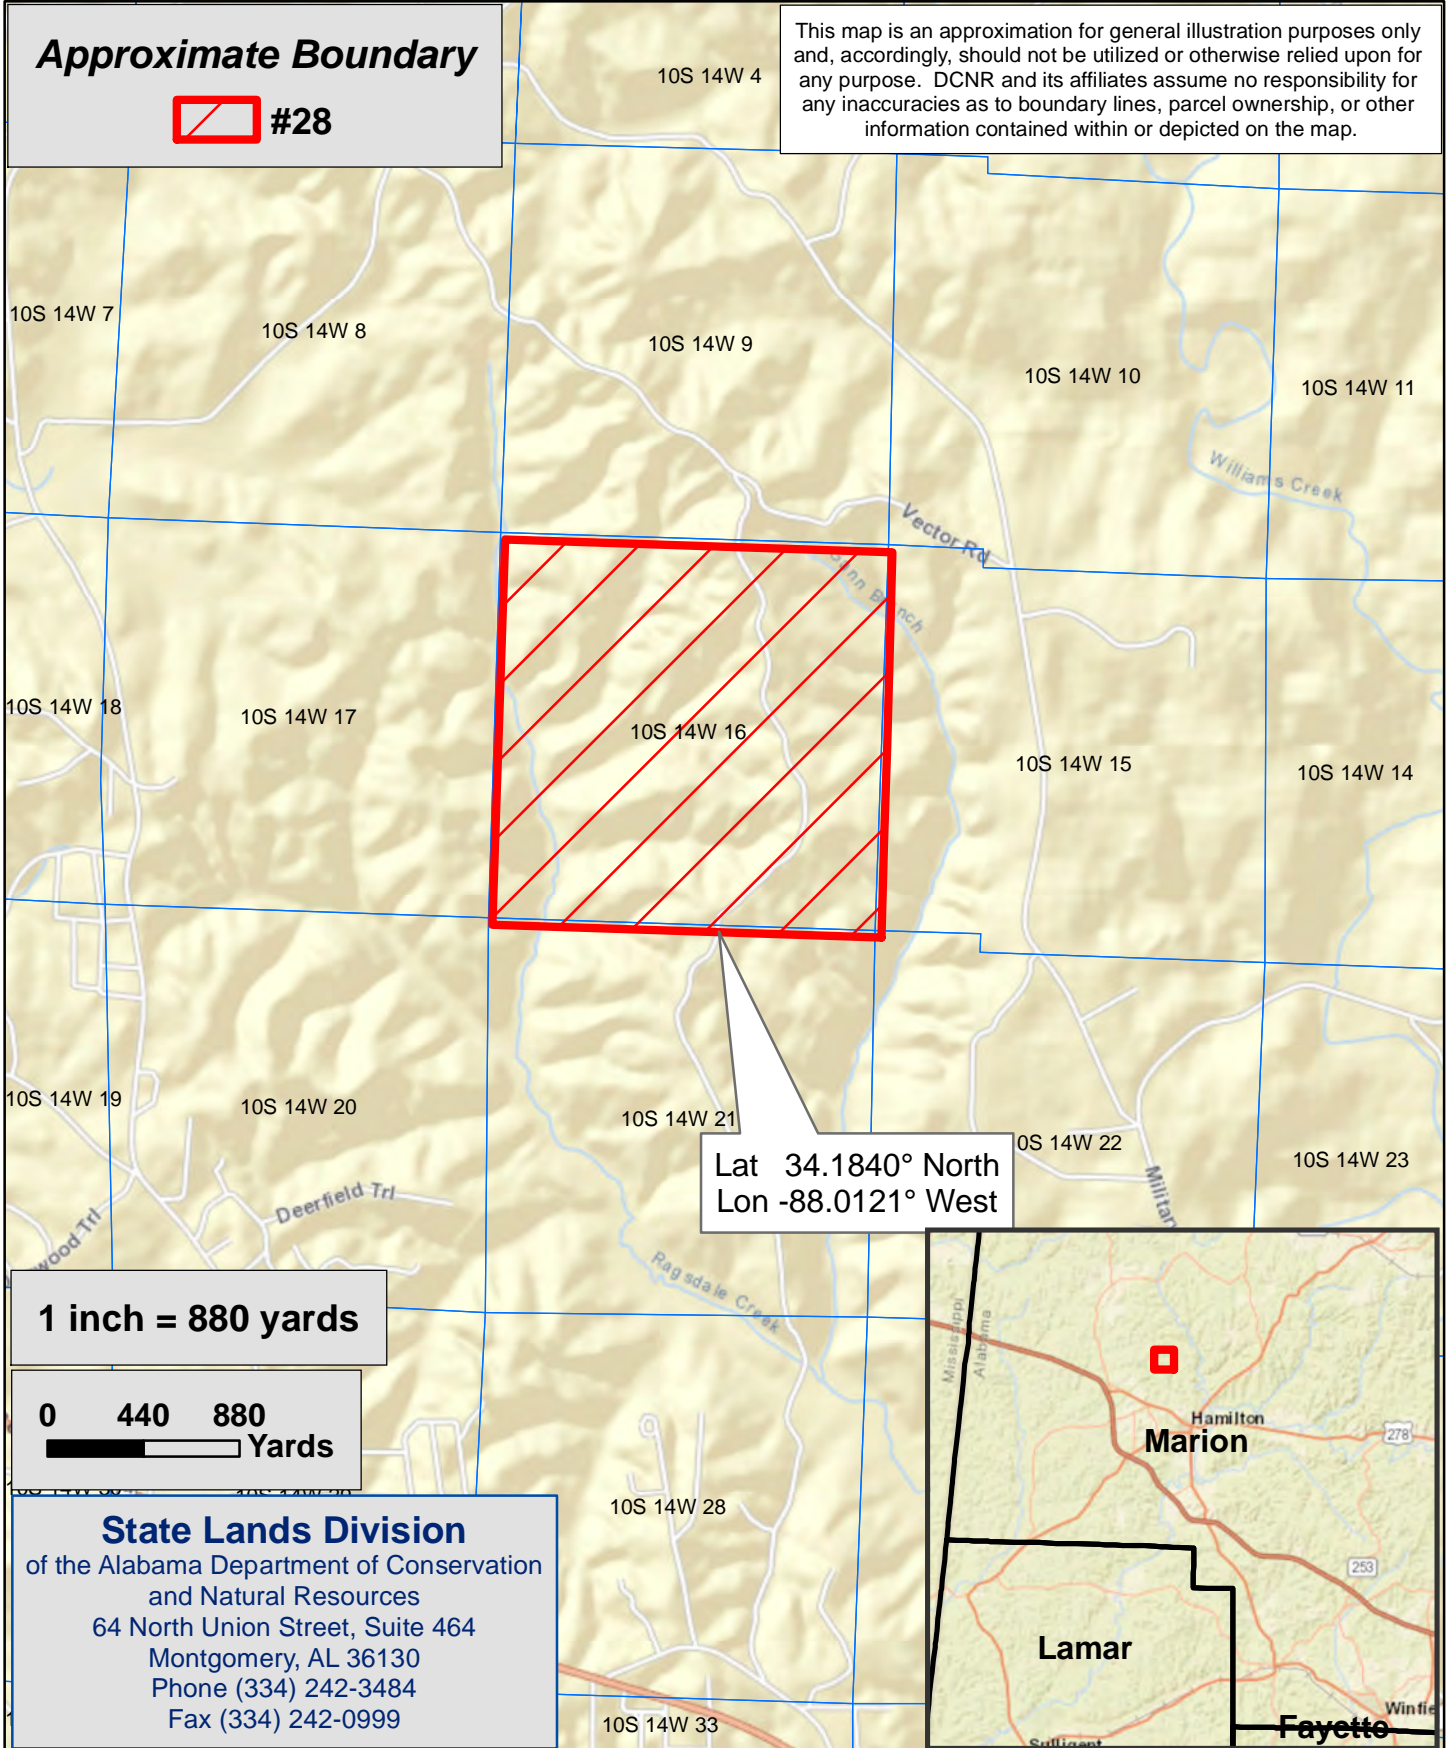 Approximate Boundary
#28
This map is an approximation for general illustration purposes only
and, accordingly, should not be utilized or otherwise relied upon for
any purpose. DCNR and its affiliates assume no responsibility for
any inaccuracies as to boundary lines, parcel ownership, or other
information contained within or depicted on the map.
10S 14W 4
10S 14W 7
10S 14W 8
10S 14W 9
10S 14W 10
10S 14W 11
Williams Creek
Vector Rd
10S 14W 18
10S 14W 17
10S 14W 16
10S 14W 15
10S 14W 14
10S 14W 19
10S 14W 20
10S 14W 21
0S 14W 22
10S 14W 23
Lat 34.1840° North
Lon -88.0121° West
Deerfield Trl
wood Trl
Militar
Ragsdale Creek
1 inch = 880 yards
0 440 880
Yards
10S 14W 28
10S 14W 33
State Lands Division
of the Alabama Department of Conservation
and Natural Resources
64 North Union Street, Suite 464
Montgomery, AL 36130
Phone (334) 242-3484
Fax (334) 242-0999
Mississippi
Alabama
Hamilton
Marion
278
253
Lamar
Winfie
Fayette
Sulligent